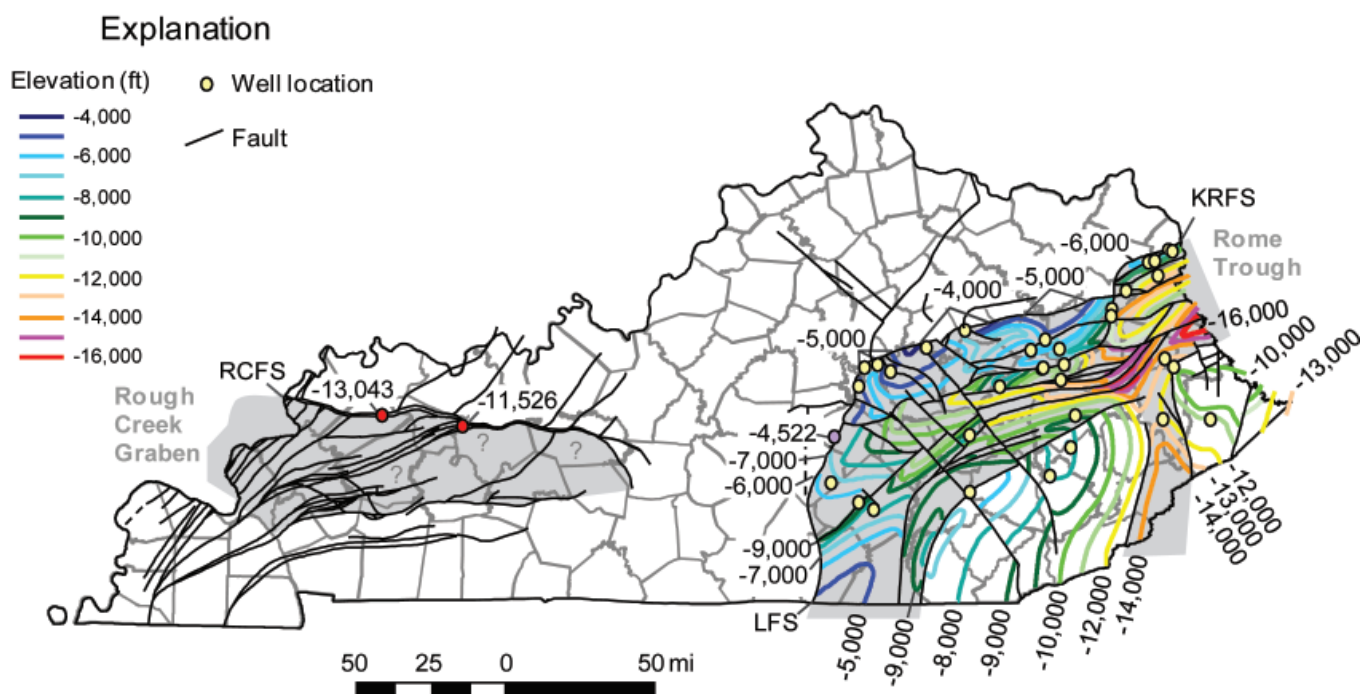 Explanation
Elevation (ft)
Well location
Fault
-4,000
-6,000
-8,000
-10,000
-12,000
-14,000
-16,000
KRFS
Rome
Trough
-6,000
-5,000
-4,000
-5,000
-16,000
-10,000
-13,000
RCFS
-13,043
-11,526
Rough
Creek
Graben
?
?
?
-4,522
-7,000
-6,000
-9,000
-7,000
LFS
-12,000
-13,000
-14,000
-5,000
-9,000
-8,000
-9,000
-10,000
-12,000
-14,000
50 25 0 50 mi